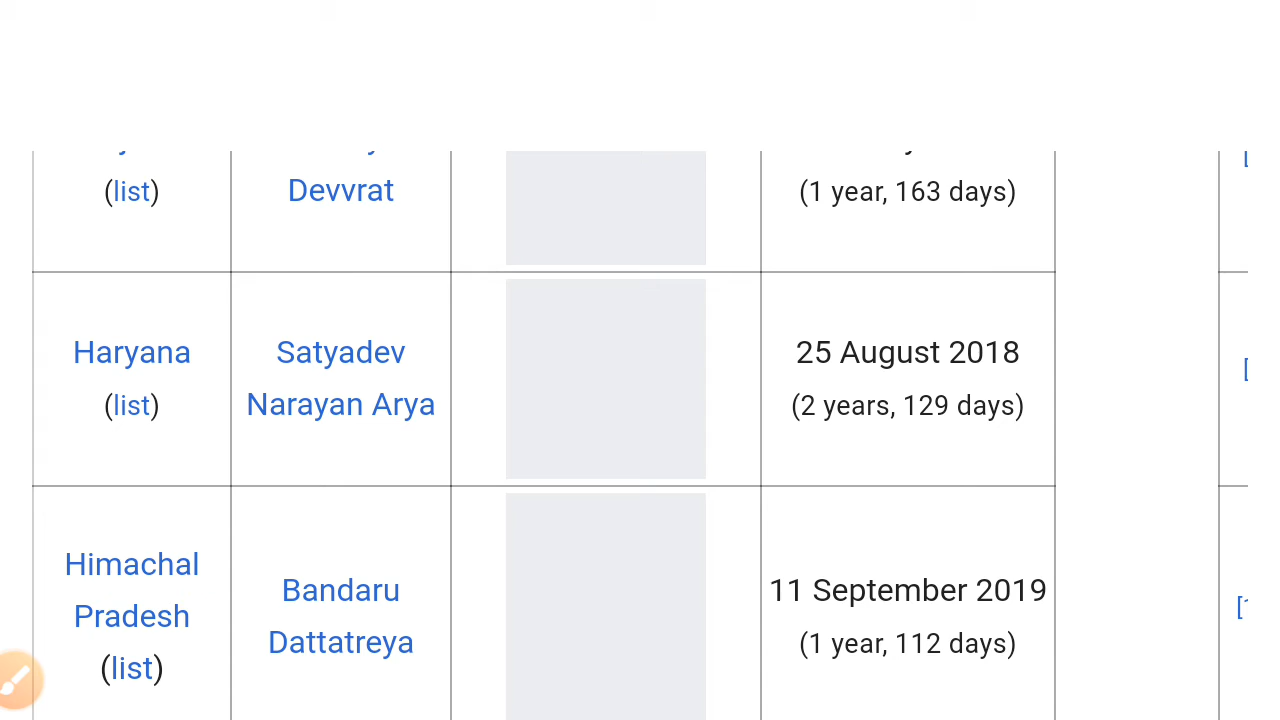 (list)
Devvrat
(1 year, 163 days)
Haryana
(list)
Satyadev
Narayan Arya
25 August 2018
(2 years, 129 days)
Himachal
Pradesh
(list)
Bandaru
Dattatreya
11 September 2019
(1 year, 112 days)